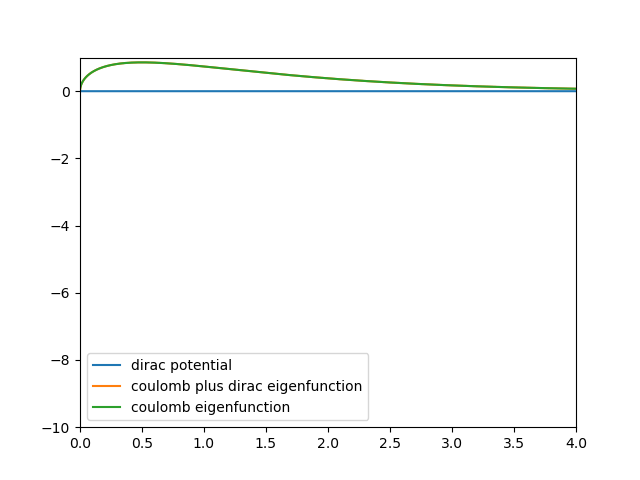 0
−2
−4
−6
−8
−10
dirac potential
coulomb plus dirac eigenfunction
coulomb eigenfunction
0.0 0.5 1.0 1.5 2.0 2.5 3.0 3.5 4.0